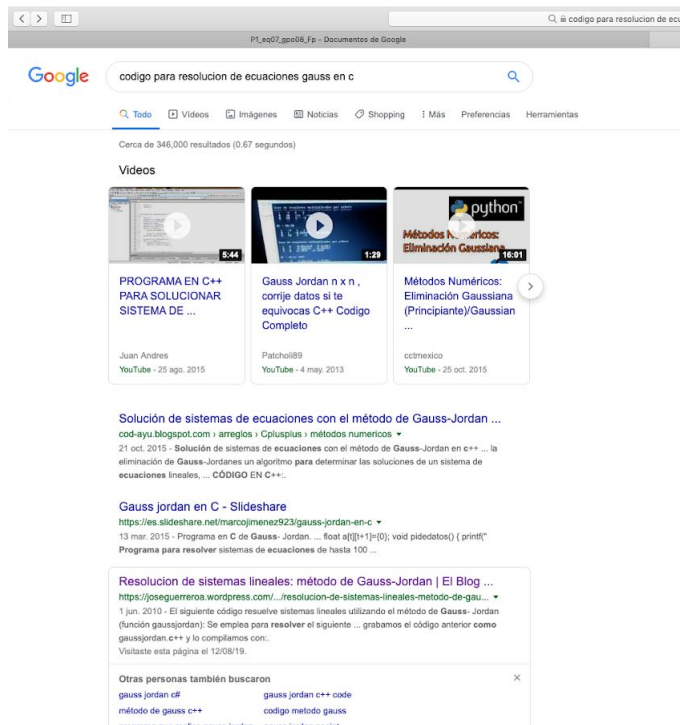 codigo para resolucion de ecu
P1_eq07_gpo08_Fp - Documentos de Google
Google
codigo para resolucion de ecuaciones gauss en c
Todo Vídeos Imágenes Noticias Shopping Más Preferencias Herramientas
Cerca de 346,000 resultados (0.67 segundos)
Videos
5:44
PROGRAMA EN C++
PARA SOLUCIONAR
SISTEMA DE ...
Juan Andres
YouTube - 25 ago. 2015
1:29
Gauss Jordan n x n ,
corrije datos si te
equivocas C++ Codigo
Completo
Patcholi89
YouTube - 4 may. 2013
python
Métodos Numéricos:
Eliminación Gaussiana
16:01
Métodos Numéricos:
Eliminación Gaussiana
(Principiante)/Gaussian
...
cctmexico
YouTube - 25 oct. 2015
Solución de sistemas de ecuaciones con el método de Gauss-Jordan ...
cod-ayu.blogspot.com › arreglos › Cplusplus › métodos numericos
21 oct. 2015 - Solución de sistemas de ecuaciones con el método de Gauss-Jordan en c++ ... la
eliminación de Gauss-Jordanes un algoritmo para determinar las soluciones de un sistema de
ecuaciones lineales, ... CÓDIGO EN C++:.
Gauss jordan en C - Slideshare
https://es.slideshare.net/marcojimenez923/gauss-jordan-en-c
13 mar. 2015 - Programa en C de Gauss- Jordan. ... float a[t][t+1]={0}; void pidedatos() { printf("
Programa para resolver sistemas de ecuaciones de hasta 100 ...
Resolucion de sistemas lineales: método de Gauss-Jordan | El Blog ...
https://joseguerreroa.wordpress.com/.../resolucion-de-sistemas-lineales-metodo-de-gau...
1 jun. 2010 - El siguiente código resuelve sistemas lineales utilizando el método de Gauss- Jordan
(función gaussjordan): Se emplea para resolver el siguiente ... grabamos el código anterior como
gaussjordan.c++ y lo compilamos con:.
Visitaste esta página el 12/08/19.
Otras personas también buscaron
gauss jordan c# gauss jordan c++ code
método de gauss c++ codigo metodo gauss